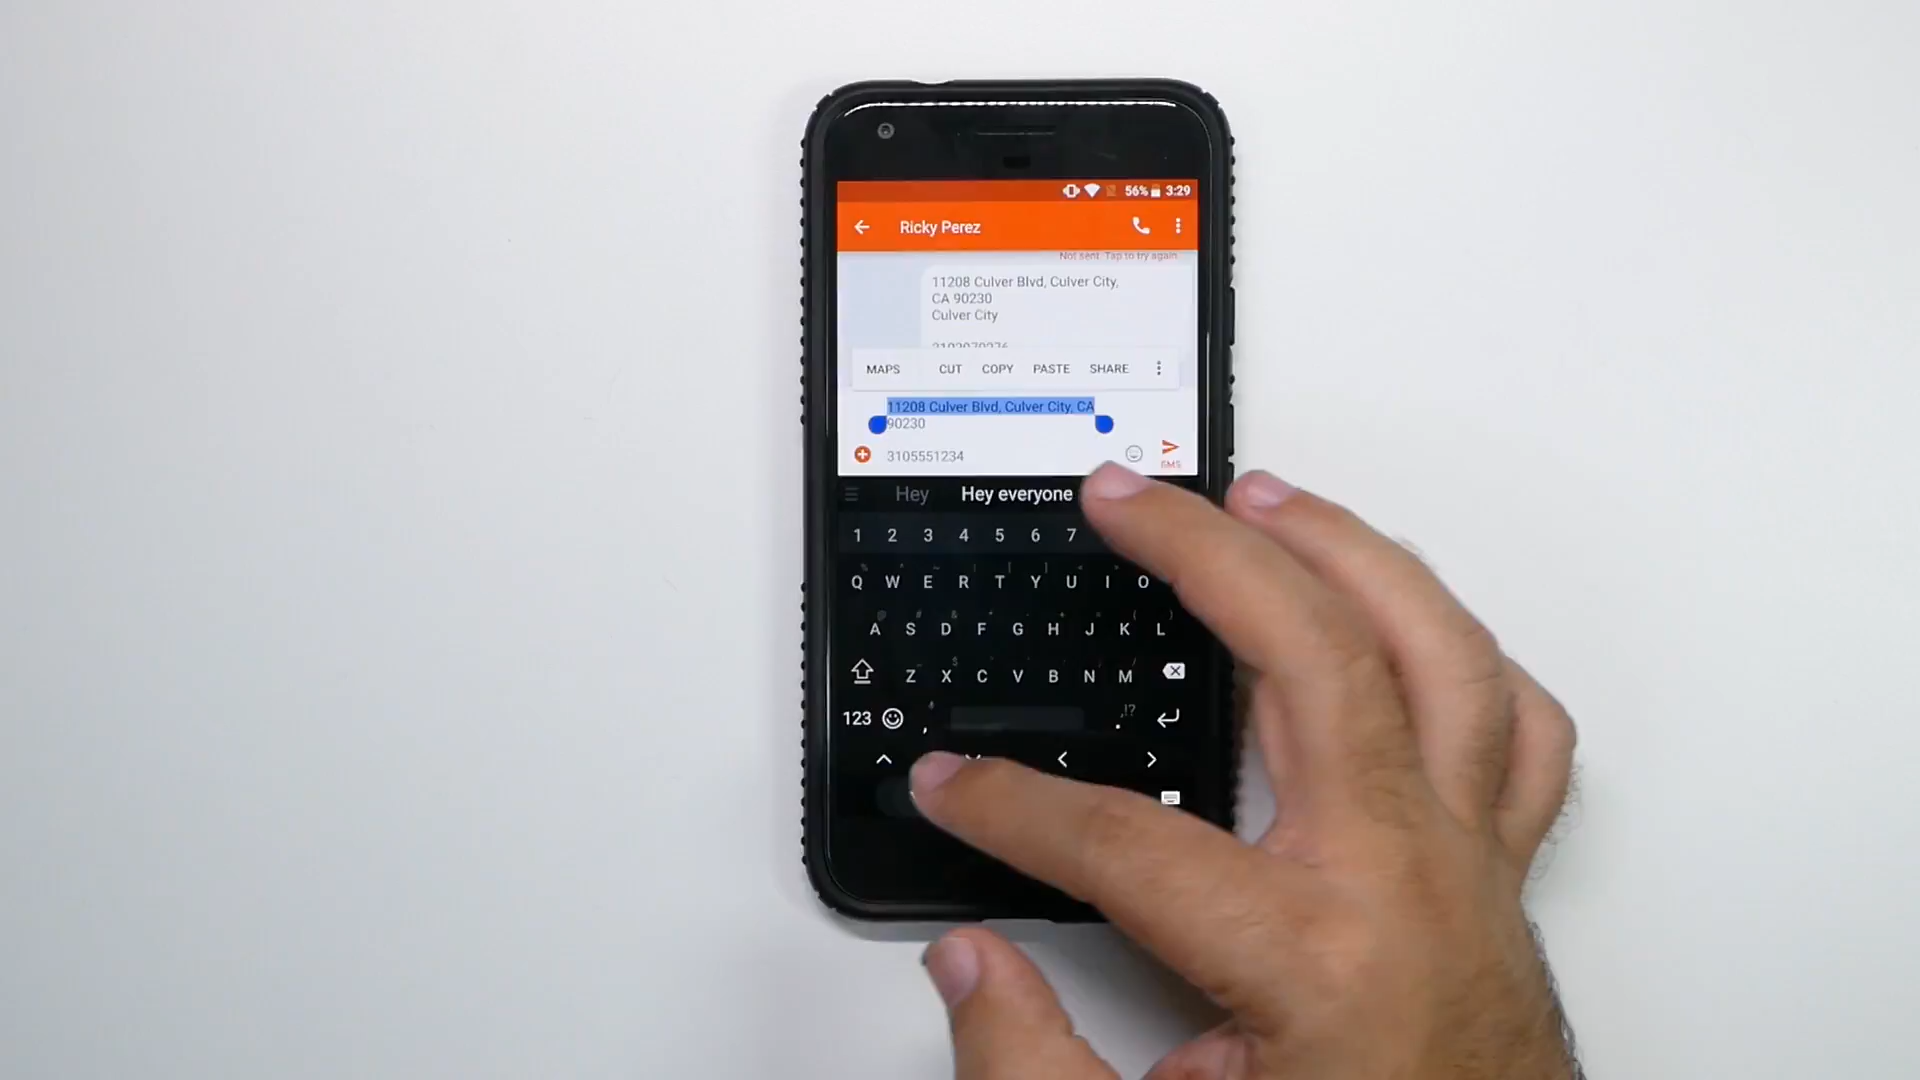 56% 3:29
Ricky Perez
Not sent. Tap to try again.
11208 Culver Blvd, Culver City,
CA 90230
Culver City
MAPS CUT COPY PASTE SHARE
11208 Culver Blvd, Culver City, CA
90230
3105551234
SMS
Hey Hey everyone
1 2 3 4 5 6 7
Q W E R T Y U I O
A S D F G H J K L
Z X C V B N M
123 , . !?